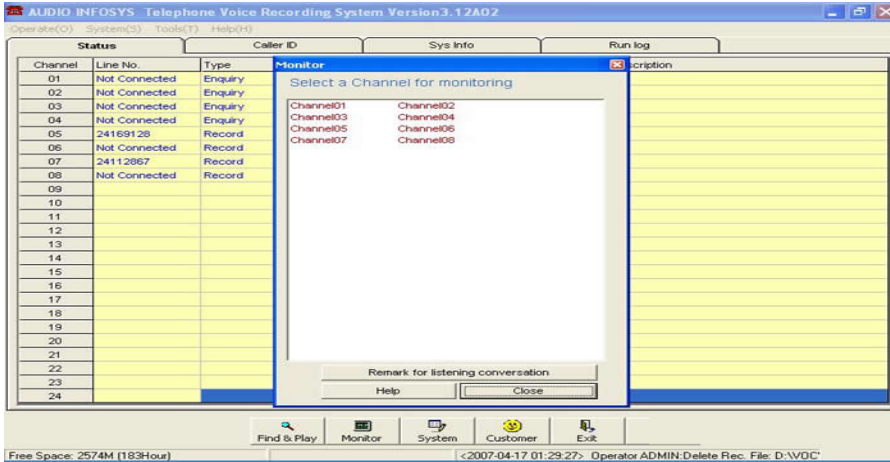 AUDIO INFOSYS Telephone Voice Recording System Version3.12A02
Operate(O) System(S) Tools(T) Help(H)
Status Caller ID Sys Info Run log
Channel Line No. Type scription
01 Not Connected Enquiry
02 Not Connected Enquiry
03 Not Connected Enquiry
04 Not Connected Enquiry
05 24169128 Record
06 Not Connected Record
07 24112867 Record
08 Not Connected Record
09
10
11
12
13
14
15
16
17
18
19
20
21
22
23
24
Monitor
Select a Channel for monitoring
Channel01 Channel02
Channel03 Channel04
Channel05 Channel06
Channel07 Channel08
Remark for listening conversation
Help Close
Find & Play Monitor System Customer Exit
Free Space: 2574M (183Hour) <2007-04-17 01:29:27> Operator ADMIN:Delete Rec. File: D:\VOC'